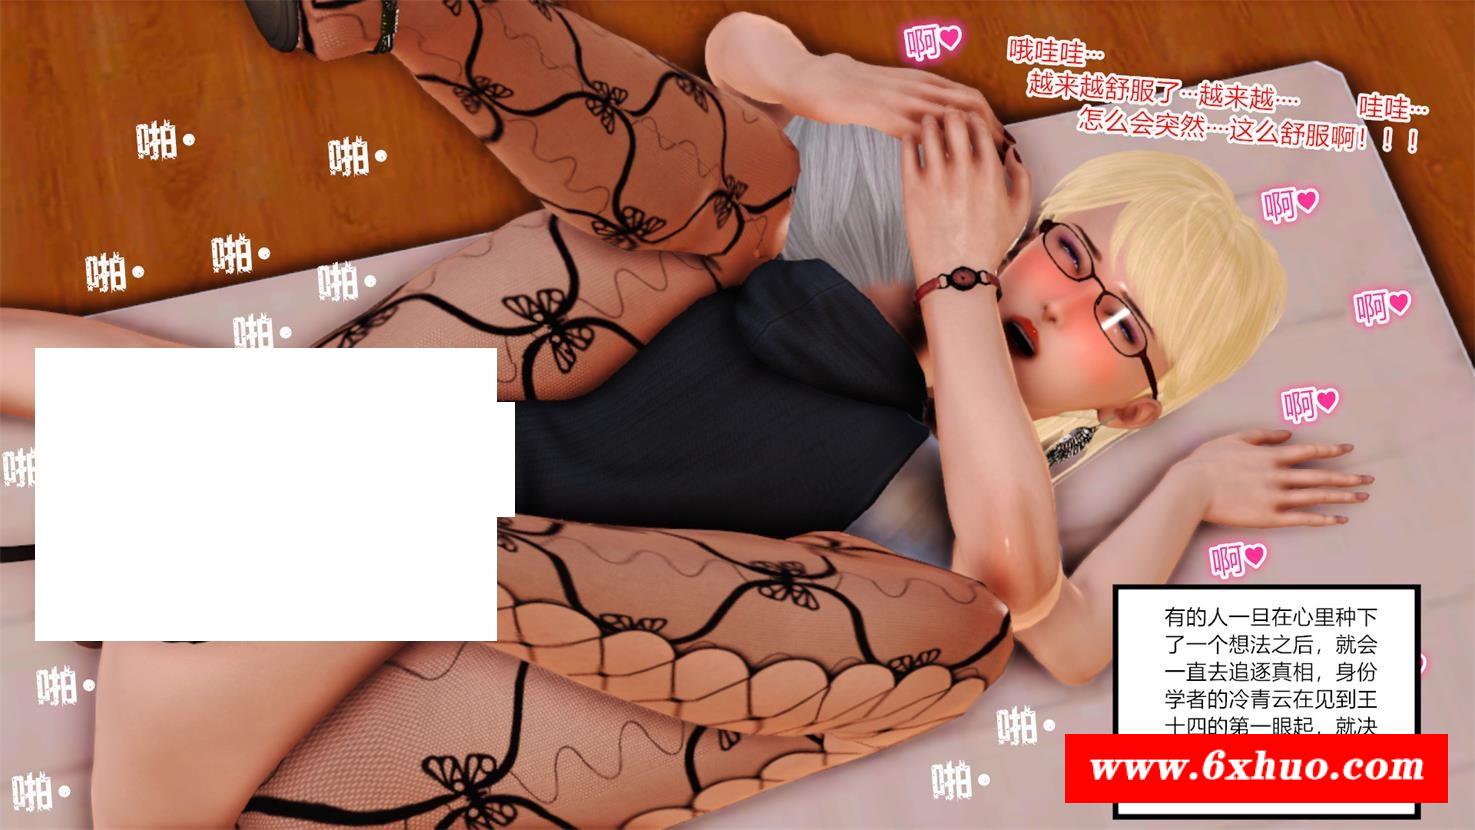 啊
哦哇哇…
越来越舒服了…越来越…
哇哇…
怎么会突然…这么舒服啊！！！
啪.
啪.
啊
啪.
啪.
啪.
啊
啪.
啊
啪
啊
有的人一旦在心里种下
了一个想法之后，就会
一直去追逐真相，身份
学者的冷青云在见到王
十四的第一眼起，就决
啪.
啪.
www.6xhuo.com
啪.
啪.